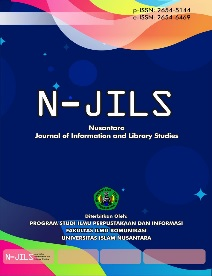 p-ISSN: 2654-5144
e-ISSN: 2654-6469
N-JILS
Nusantara
Journal of Information and Library Studies
Diterbitkan Oleh:
PROGRAM STUDI ILMU PERPUSTAKAAN DAN INFORMASI
FAKULTAS ILMU KOMUNIKASI
UNIVERSITAS ISLAM NUSANTARA
N-JILS